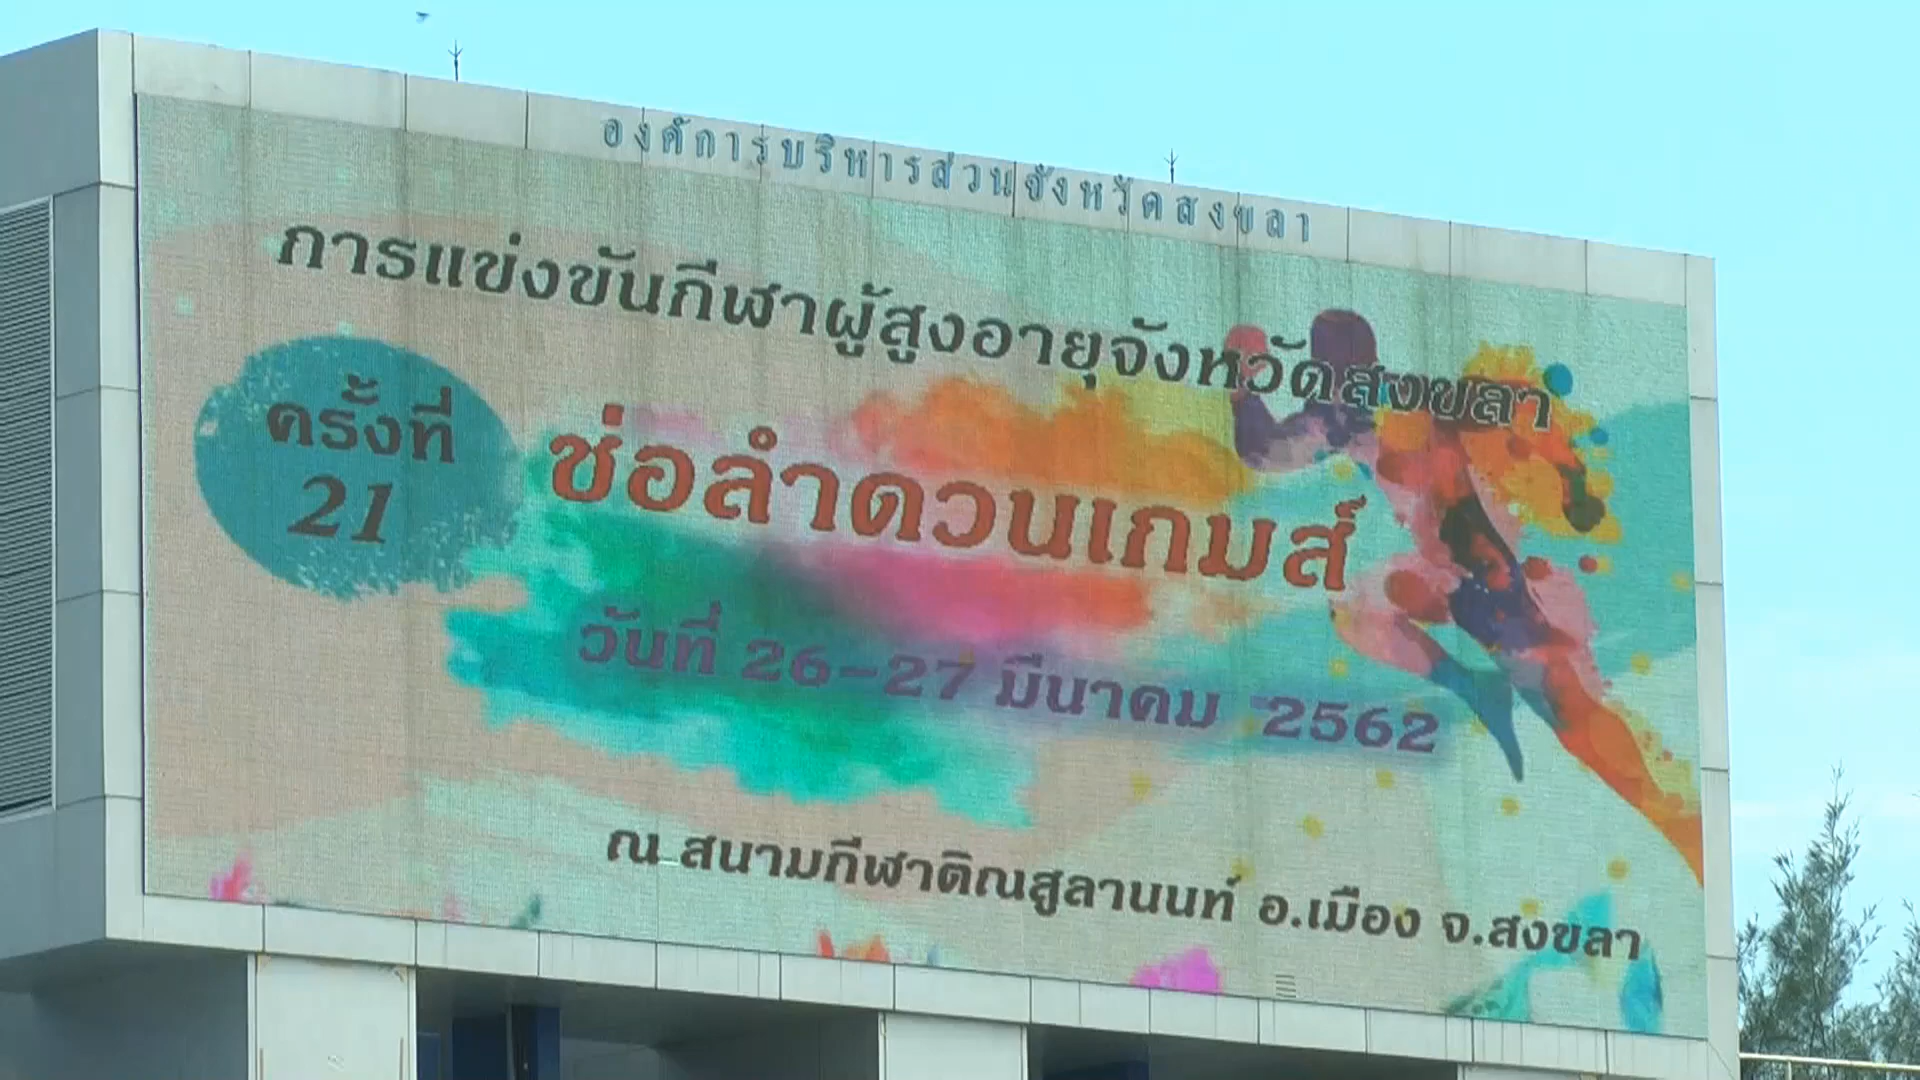 องค์การบริหารส่วนจังหวัดสงขลา
การแข่งขันกีฬาผู้สูงอายุจังหวัดสงขลา
ครั้งที่
21
ช่อลำดวนเกมส์
วันที่ 26-27 มีนาคม 2562
ณ สนามกีฬาติณสูลานนท์ อ.เมือง จ.สงขลา